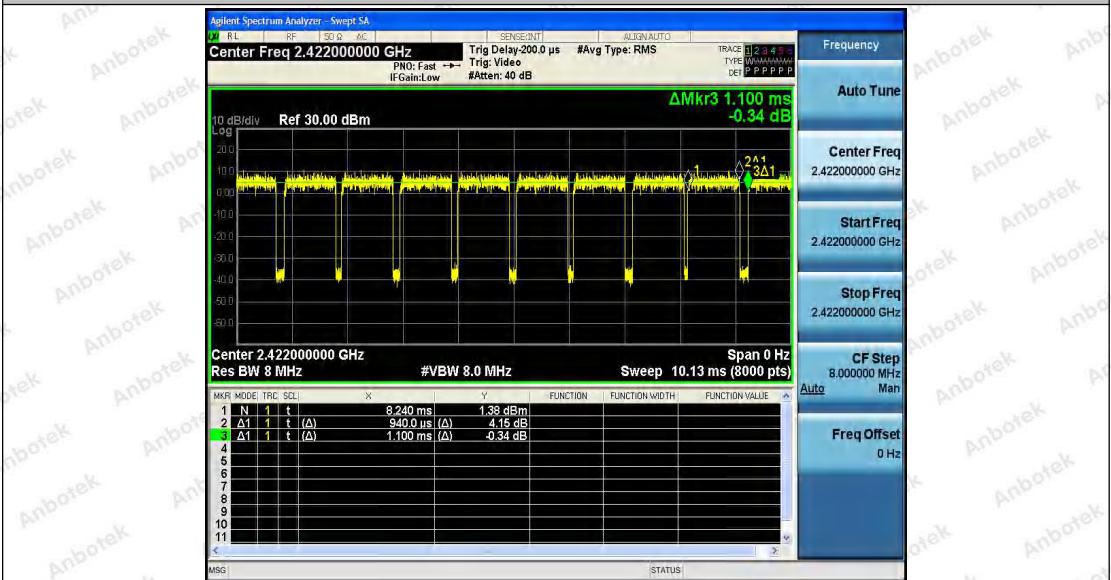 Agilent Spectrum Analyzer - Swept SA
RL RF 50 Ω AC SENSE:INT ALIGN AUTO
Center Freq 2.422000000 GHz
PNO: Fast
IFGain:Low
Trig Delay-200.0 µs #Avg Type: RMS
Trig: Video
#Atten: 40 dB
TRACE 1 2 3 4 5 6
TYPE
DET P P P P P P
ΔMkr3 1.100 ms
-0.34 dB
10 dB/div Ref 30.00 dBm
Log
20.0
10.0
0.00
-10.0
-20.0
-30.0
-40.0
-50.0
-60.0
1
2Δ1
3Δ1
Center 2.422000000 GHz Span 0 Hz
Res BW 8 MHz #VBW 8.0 MHz Sweep 10.13 ms (8000 pts)
MKR MODE TRC SCL X Y FUNCTION FUNCTION WIDTH FUNCTION VALUE
1 N 1 t 8.240 ms 1.38 dBm
2 Δ1 1 t (Δ) 940.0 µs (Δ) 4.15 dB
3 Δ1 1 t (Δ) 1.100 ms (Δ) -0.34 dB
4
5
6
7
8
9
10
11
MSG STATUS
Frequency
Auto Tune
Center Freq
2.422000000 GHz
Start Freq
2.422000000 GHz
Stop Freq
2.422000000 GHz
CF Step
8.000000 MHz
Auto Man
Freq Offset
0 Hz
Anbotek